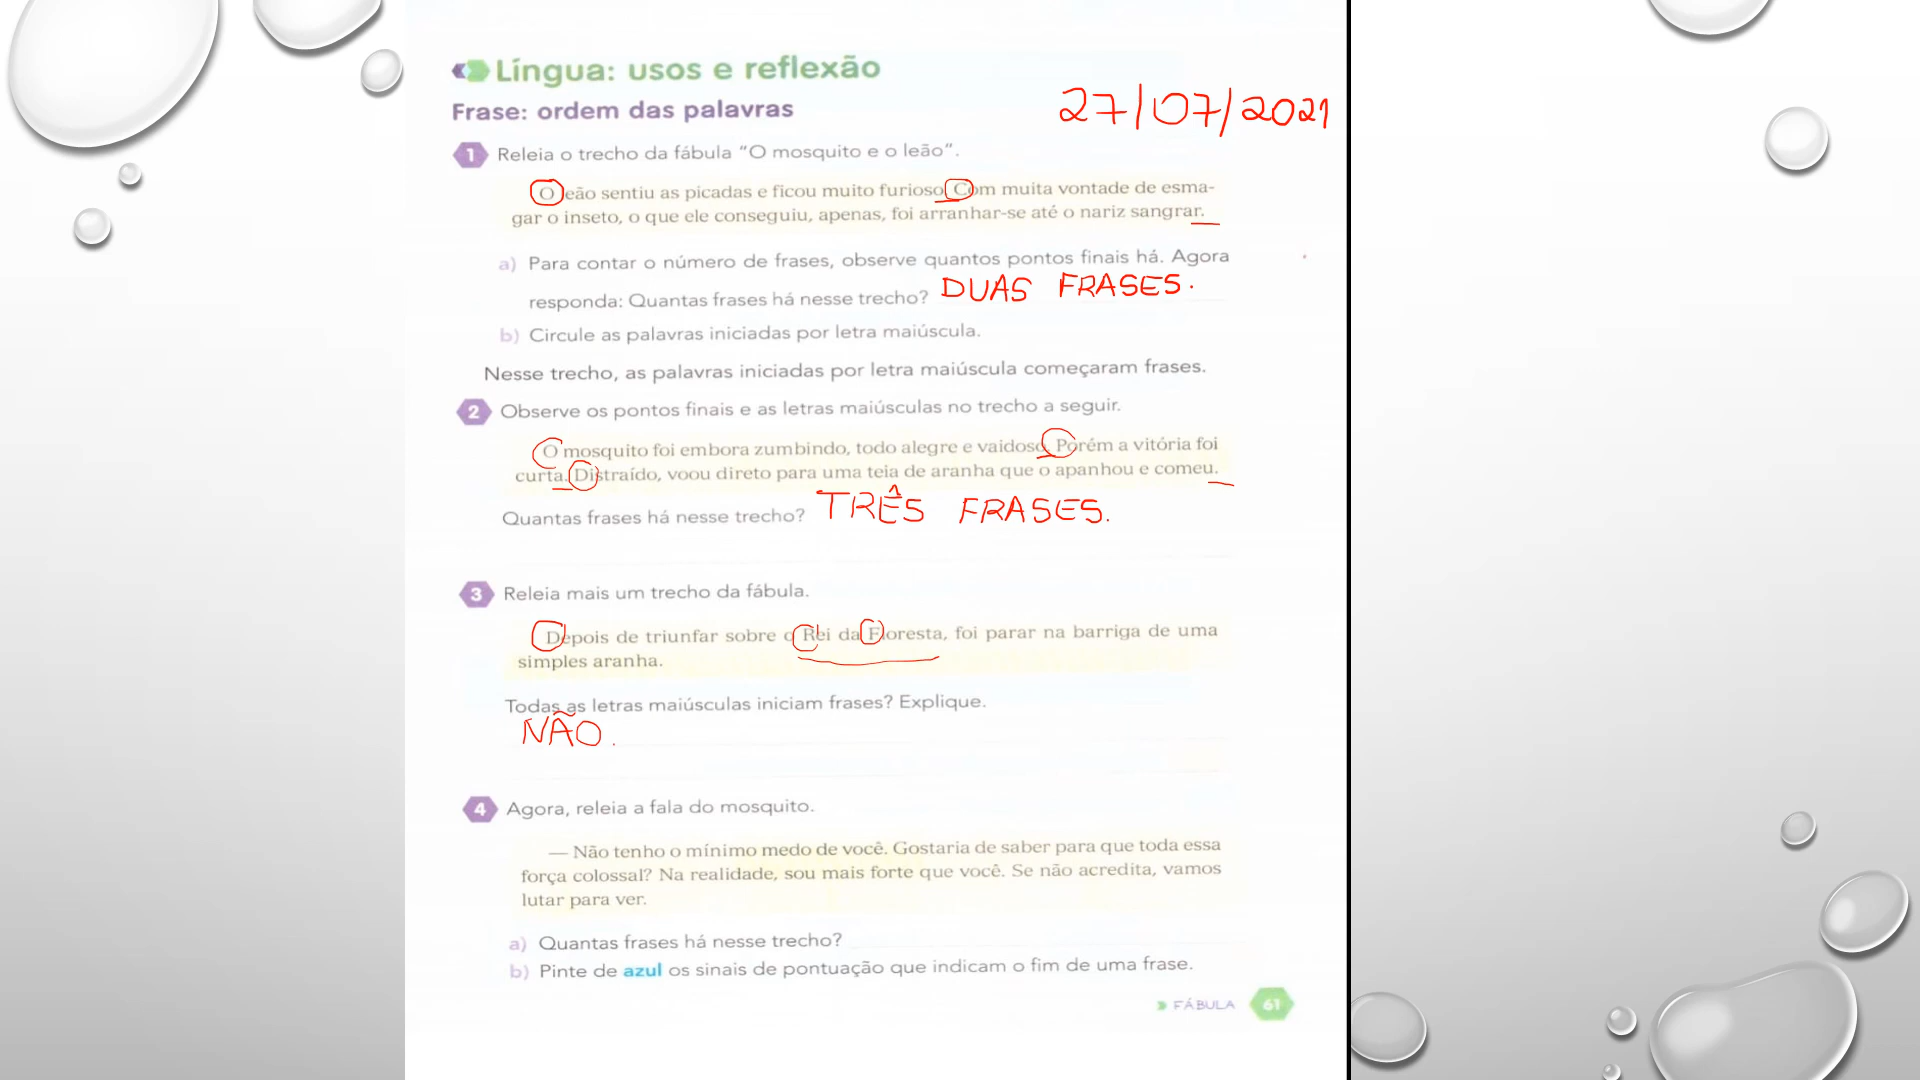 Língua: usos e reflexão
Frase: ordem das palavras
27/07/2021
1 Releia o trecho da fábula “O mosquito e o leão”.
O eão sentiu as picadas e ficou muito furioso. Com muita vontade de esma-
gar o inseto, o que ele conseguiu, apenas, foi arranhar-se até o nariz sangrar.
a) Para contar o número de frases, observe quantos pontos finais há. Agora
responda: Quantas frases há nesse trecho? DUAS FRASES.
b) Circule as palavras iniciadas por letra maiúscula.
Nesse trecho, as palavras iniciadas por letra maiúscula começaram frases.
2 Observe os pontos finais e as letras maiúsculas no trecho a seguir.
O mosquito foi embora zumbindo, todo alegre e vaidoso. Porém a vitória foi
curta. Distraído, voou direto para uma teia de aranha que o apanhou e comeu.
Quantas frases há nesse trecho? TRÊS FRASES.
3 Releia mais um trecho da fábula.
Depois de triunfar sobre o Rei da Floresta, foi parar na barriga de uma
simples aranha.
Todas as letras maiúsculas iniciam frases? Explique.
NÃO.
4 Agora, releia a fala do mosquito.
— Não tenho o mínimo medo de você. Gostaria de saber para que toda essa
força colossal? Na realidade, sou mais forte que você. Se não acredita, vamos
lutar para ver.
a) Quantas frases há nesse trecho?
b) Pinte de azul os sinais de pontuação que indicam o fim de uma frase.
FÁBULA 61